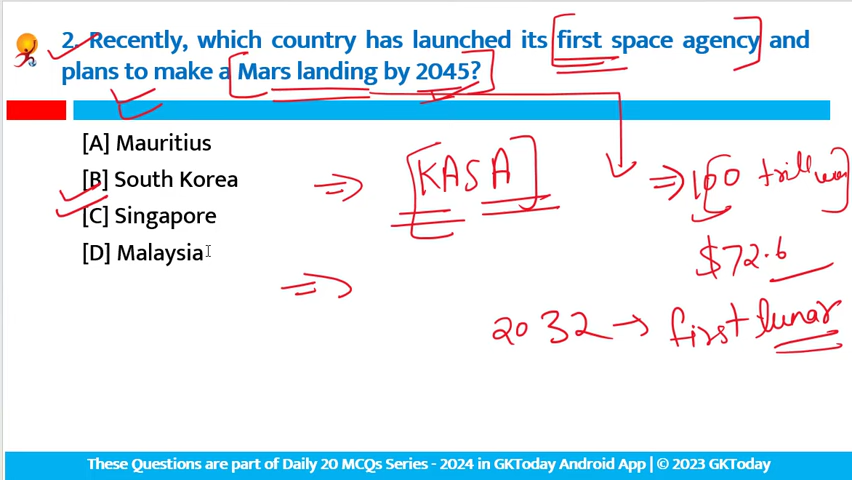 2. Recently, which country has launched its first space agency and
plans to make a Mars landing by 2045?
[A] Mauritius
[B] South Korea
[C] Singapore
[D] Malaysia
KASA
100 trill won
$72.6
2032 → first lunar
These Questions are part of Daily 20 MCQs Series - 2024 in GKToday Android App | © 2023 GKToday